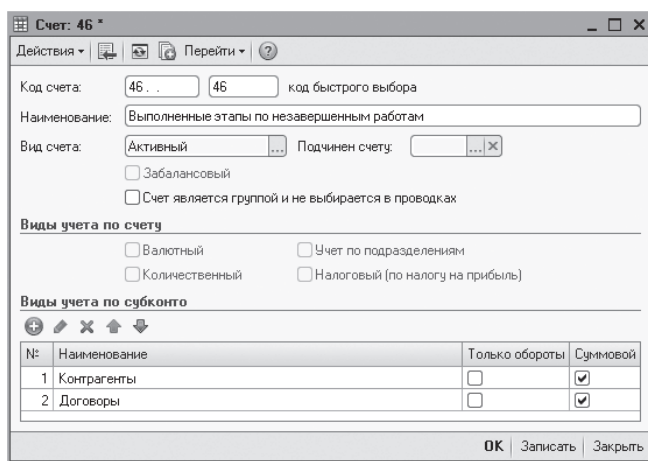 Счет: 46 *
Действия Перейти
Код счета: 46 . . 46 код быстрого выбора
Наименование: Выполненные этапы по незавершенным работам
Вид счета: Активный ... Подчинен счету: ...
Забалансовый
Счет является группой и не выбирается в проводках
Виды учета по счету
Валютный Учет по подразделениям
Количественный Налоговый (по налогу на прибыль)
Виды учета по субконто
№ Наименование Только обороты Суммовой
1 Контрагенты
2 Договоры
ОК Записать Закрыть